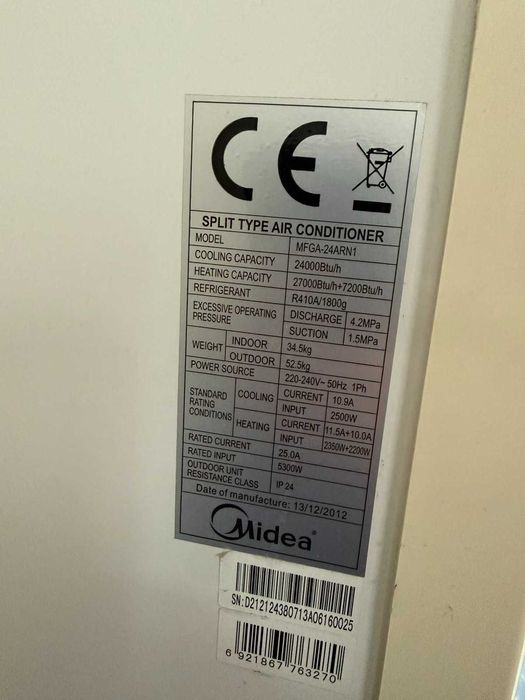 CE
SPLIT TYPE AIR CONDITIONER
MODEL MFGA-24ARN1
COOLING CAPACITY 24000Btu/h
HEATING CAPACITY 27000Btu/h+7200Btu/h
REFRIGERANT R410A/1800g
EXCESSIVE OPERATING PRESSURE DISCHARGE 4.2MPa
SUCTION 1.5MPa
WEIGHT INDOOR 34.5kg
OUTDOOR 52.5kg
POWER SOURCE 220-240V~ 50Hz 1Ph
STANDARD RATING CONDITIONS COOLING CURRENT 10.9A
INPUT 2500W
HEATING CURRENT 11.5A+10.0A
INPUT 2350W+2200W
RATED CURRENT 25.0A
RATED INPUT 5300W
OUTDOOR UNIT RESISTANCE CLASS IP 24
Date of manufacture: 13/12/2012
Midea
SN:D212124380713A06160025
6 921867 763270